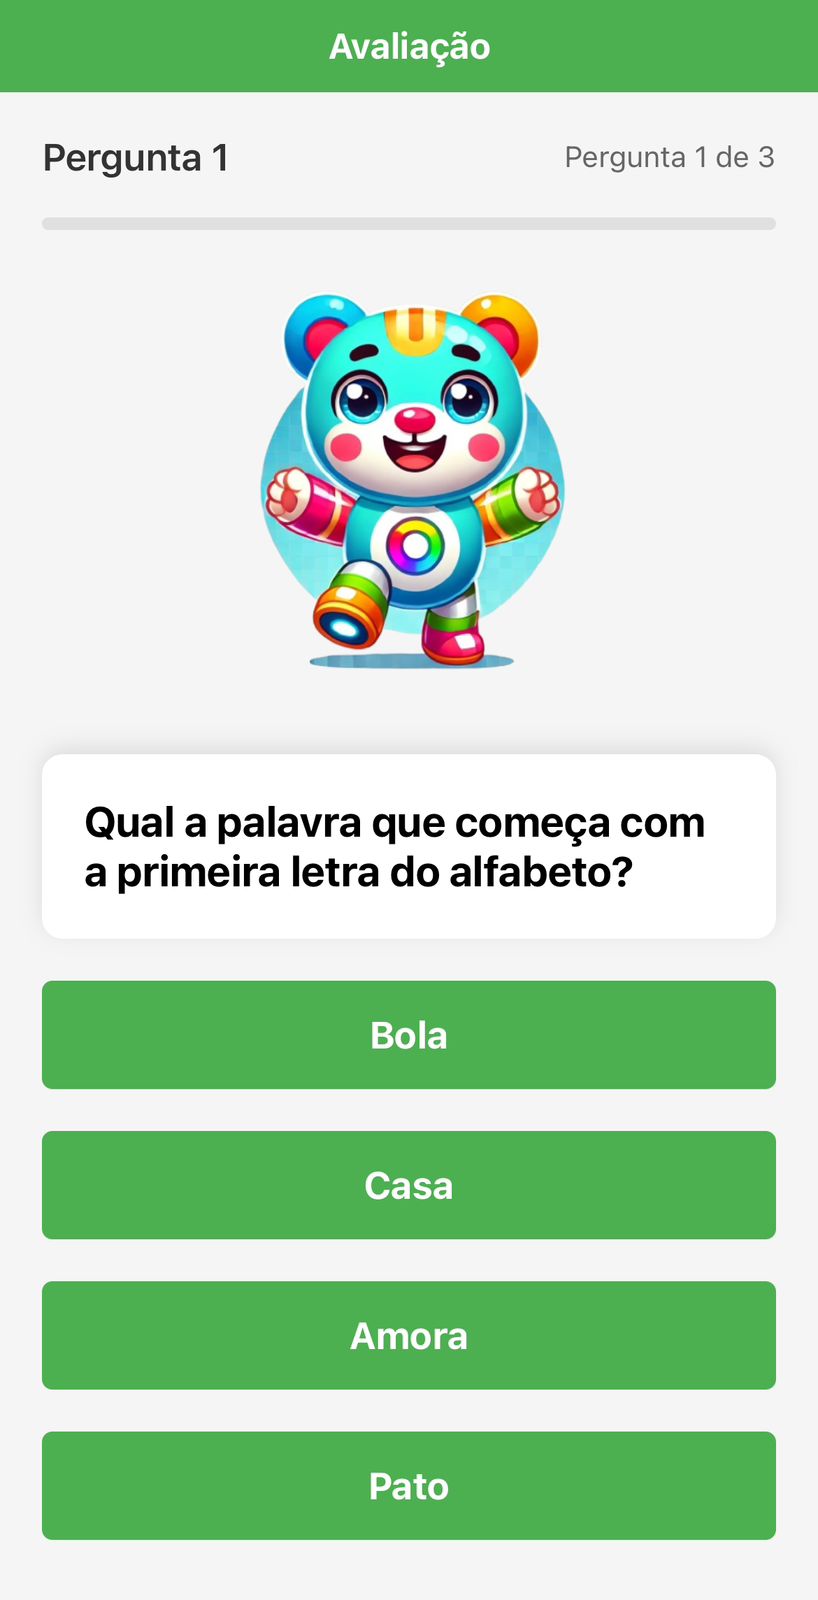 Avaliação
Pergunta 1
Pergunta 1 de 3
Qual a palavra que começa com
a primeira letra do alfabeto?
Bola
Casa
Amora
Pato